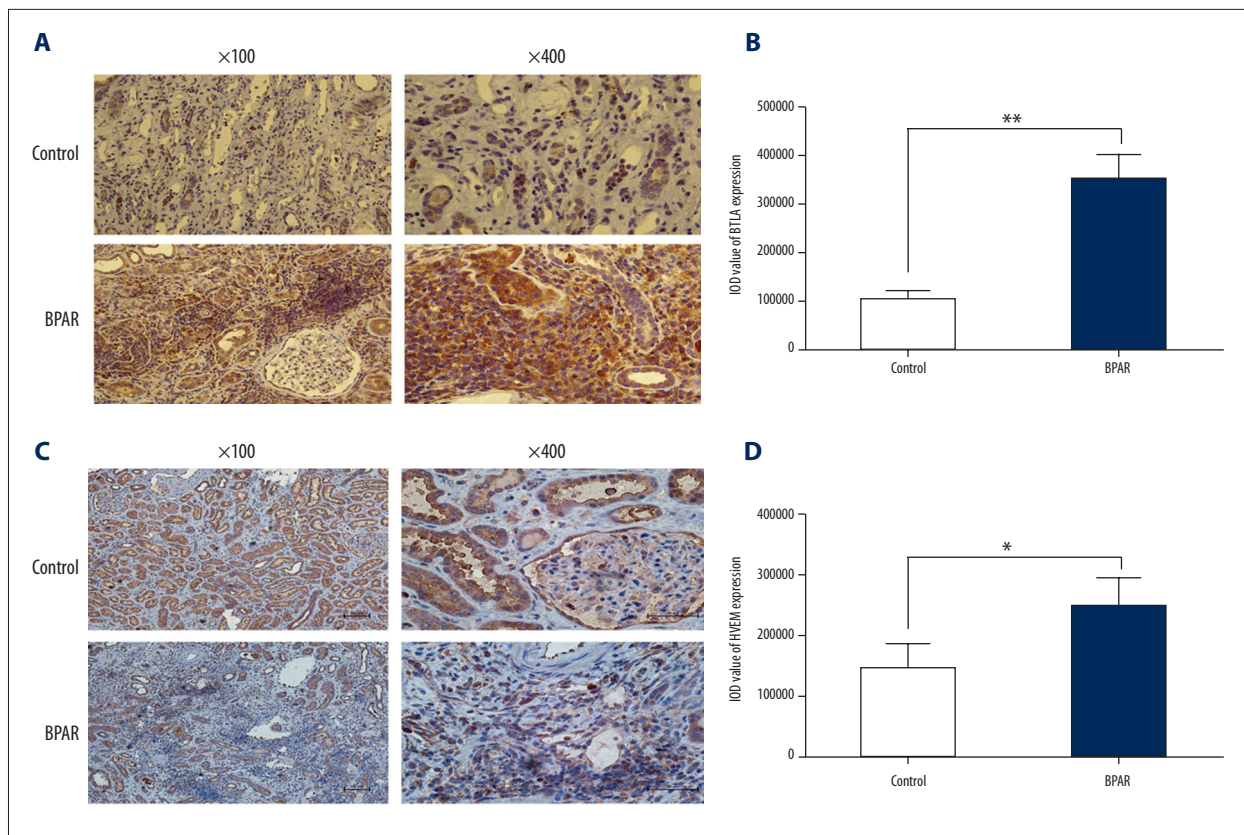 A
×100
×400
Control
BPAR
B
IOD value of BTLA expression
500000
400000
300000
200000
100000
0
**
Control
BPAR
C
×100
×400
Control
BPAR
D
IOD value of HVEM expression
400000
300000
200000
100000
0
*
Control
BPAR